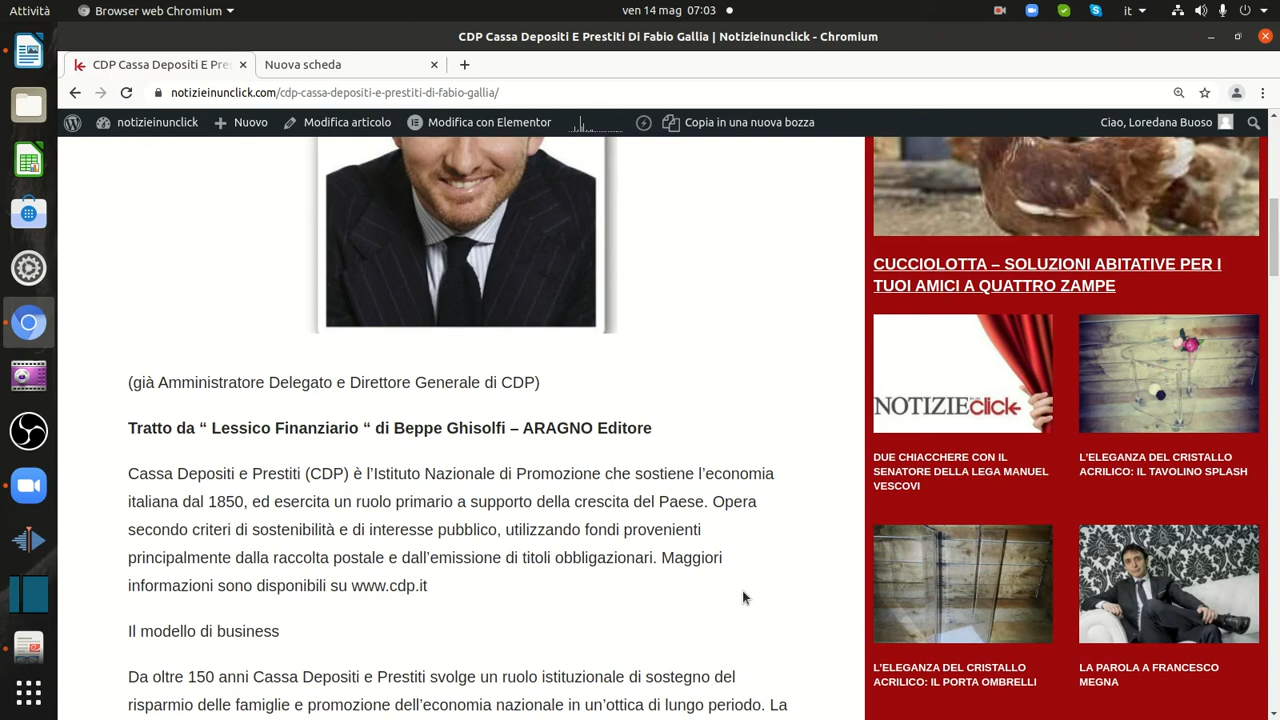 Attività
Browser web Chromium
ven 14 mag 07:03
it
CDP Cassa Depositi E Prestiti Di Fabio Gallia | Notizieinunclick - Chromium
CDP Cassa Depositi E Pres
Nuova scheda
notizieinunclick.com/cdp-cassa-depositi-e-prestiti-di-fabio-gallia/
notizieinunclick
Nuovo
Modifica articolo
Modifica con Elementor
Copia in una nuova bozza
Ciao, Loredana Buoso
(già Amministratore Delegato e Direttore Generale di CDP)
Tratto da “ Lessico Finanziario “ di Beppe Ghisolfi – ARAGNO Editore
Cassa Depositi e Prestiti (CDP) è l’Istituto Nazionale di Promozione che sostiene l’economia
italiana dal 1850, ed esercita un ruolo primario a supporto della crescita del Paese. Opera
secondo criteri di sostenibilità e di interesse pubblico, utilizzando fondi provenienti
principalmente dalla raccolta postale e dall’emissione di titoli obbligazionari. Maggiori
informazioni sono disponibili su www.cdp.it
Il modello di business
Da oltre 150 anni Cassa Depositi e Prestiti svolge un ruolo istituzionale di sostegno del
risparmio delle famiglie e promozione dell’economia nazionale in un’ottica di lungo periodo. La
CUCCIOLOTTA – SOLUZIONI ABITATIVE PER I
TUOI AMICI A QUATTRO ZAMPE
NOTIZIE click
DUE CHIACCHERE CON IL
SENATORE DELLA LEGA MANUEL
VESCOVI
L’ELEGANZA DEL CRISTALLO
ACRILICO: IL TAVOLINO SPLASH
L’ELEGANZA DEL CRISTALLO
ACRILICO: IL PORTA OMBRELLI
LA PAROLA A FRANCESCO
MEGNA